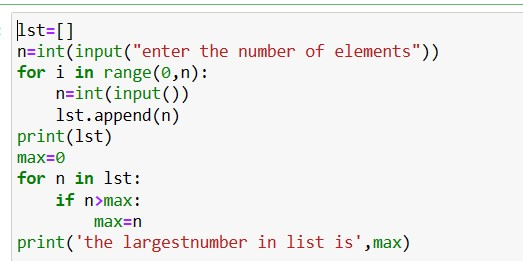 lst=[]
n=int(input("enter the number of elements"))
for i in range(0,n):
    n=int(input())
    lst.append(n)
print(lst)
max=0
for n in lst:
    if n>max:
        max=n
print('the largestnumber in list is',max)